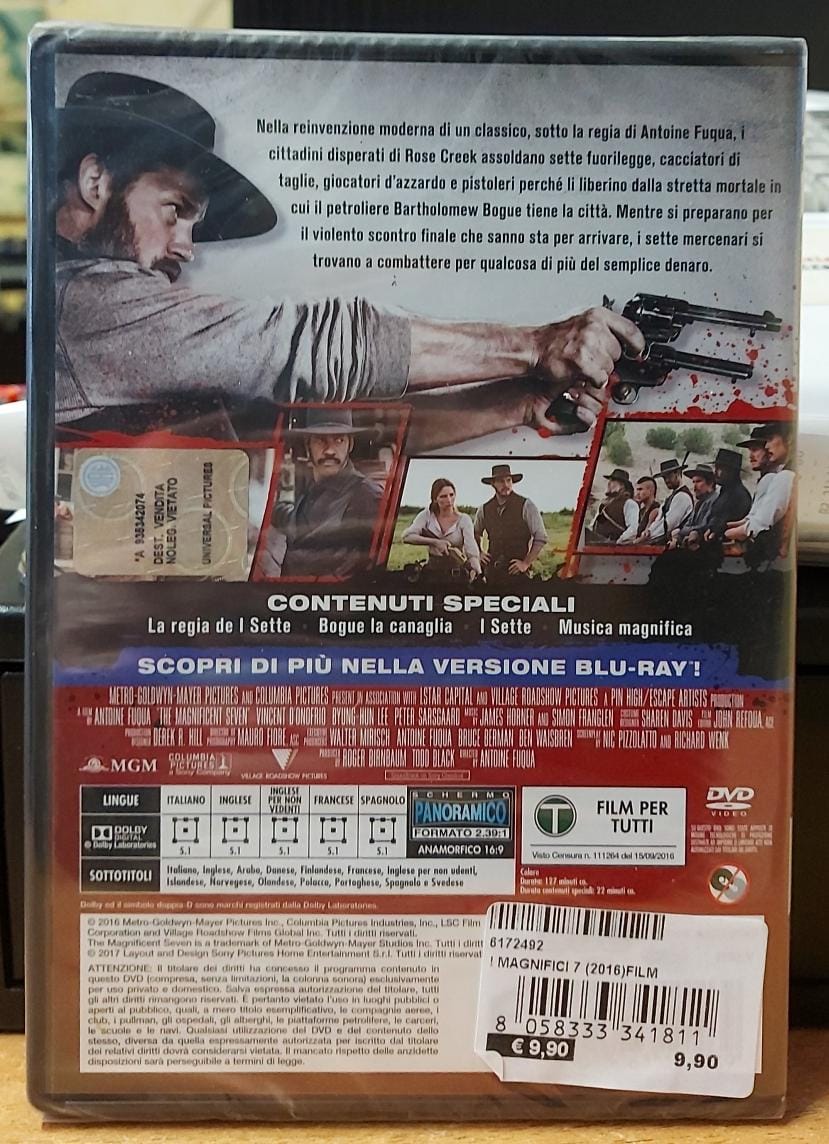 Nella reinvenzione moderna di un classico, sotto la regia di Antoine Fuqua, i
cittadini disperati di Rose Creek assoldano sette fuorilegge, cacciatori di
taglie, giocatori d'azzardo e pistoleri perché li liberino dalla stretta mortale in
cui il petroliere Bartholomew Bogue tiene la città. Mentre si preparano per
il violento scontro finale che sanno sta per arrivare, i sette mercenari si
trovano a combattere per qualcosa di più del semplice denaro.
*A 935342074
DEST. VENDITA
NOLEG. VIETATO
UNIVERSAL PICTURES
CONTENUTI SPECIALI
La regia de I Sette · Bogue la canaglia · I Sette · Musica magnifica
SCOPRI DI PIÙ NELLA VERSIONE BLU-RAY™!
METRO-GOLDWYN-MAYER PICTURES AND COLUMBIA PICTURES PRESENT IN ASSOCIATION WITH LSTAR CAPITAL AND VILLAGE ROADSHOW PICTURES A PIN HIGH/ESCAPE ARTISTS PRODUCTION
A FILM BY ANTOINE FUQUA "THE MAGNIFICENT SEVEN" VINCENT D'ONOFRIO BYUNG-HUN LEE PETER SARSGAARD MUSIC BY JAMES HORNER AND SIMON FRANGLEN COSTUME DESIGNER SHAREN DAVIS FILM EDITOR JOHN REFOUA, ACE
PRODUCTION DESIGNER DEREK R. HILL DIRECTOR OF PHOTOGRAPHY MAURO FIORE, ASC EXECUTIVE PRODUCERS WALTER MIRISCH ANTOINE FUQUA BRUCE BERMAN BEN WAISBREN SCREENPLAY BY NIC PIZZOLATTO AND RICHARD WENK
PRODUCED BY ROGER BIRNBAUM TODD BLACK DIRECTED BY ANTOINE FUQUA
MGM
COLUMBIA PICTURES
a Sony Company
VILLAGE ROADSHOW PICTURES
Soundtrack on Sony Classical
LINGUE ITALIANO INGLESE INGLESE PER NON VEDENTI FRANCESE SPAGNOLO
DOLBY DIGITAL
© Dolby Laboratories
5.1 5.1 5.1 5.1 5.1
SCHERMO
PANORAMICO
FORMATO 2.39:1
ANAMORFICO 16:9
SOTTOTITOLI
Italiano, Inglese, Arabo, Danese, Finlandese, Francese, Inglese per non udenti,
Islandese, Norvegese, Olandese, Polacco, Portoghese, Spagnolo e Svedese
T
FILM PER
TUTTI
Visto Censura n. 111264 del 15/09/2016
DVD
VIDEO
Colore
Durata: 127 minuti ca.
Durata contenuti speciali: 22 minuti ca.
Dolby ed il simbolo doppia-D sono marchi registrati dalla Dolby Laboratories.
© 2016 Metro-Goldwyn-Mayer Pictures Inc., Columbia Pictures Industries, Inc., LSC Film
Corporation and Village Roadshow Films Global Inc. Tutti i diritti riservati.
The Magnificent Seven is a trademark of Metro-Goldwyn-Mayer Studios Inc. Tutti i diritt
© 2017 Layout and Design Sony Pictures Home Entertainment S.r.l. Tutti i diritti riservat
ATTENZIONE: Il titolare dei diritti ha concesso il programma contenuto in
questo DVD (compresa, senza limitazioni, la colonna sonora) esclusivamente
per uso privato e domestico. Salva espressa autorizzazione del titolare, tutti
gli altri diritti rimangono riservati. È pertanto vietato l'uso in luoghi pubblici o
aperti al pubblico, quali, a mero titolo esemplificativo, le compagnie aeree, i
club, i pullman, gli ospedali, gli alberghi, le piattaforme petrolifere, le carceri,
le scuole e le navi. Qualsiasi utilizzazione del DVD e del contenuto dello
stesso, diversa da quella espressamente autorizzata per iscritto dal titolare
dei relativi diritti dovrà considerarsi vietata. Il mancato rispetto delle anzidette
disposizioni sarà perseguibile a termini di legge.
6172492
I MAGNIFICI 7 (2016)FILM
8 058333 341811
€ 9,90
9,90